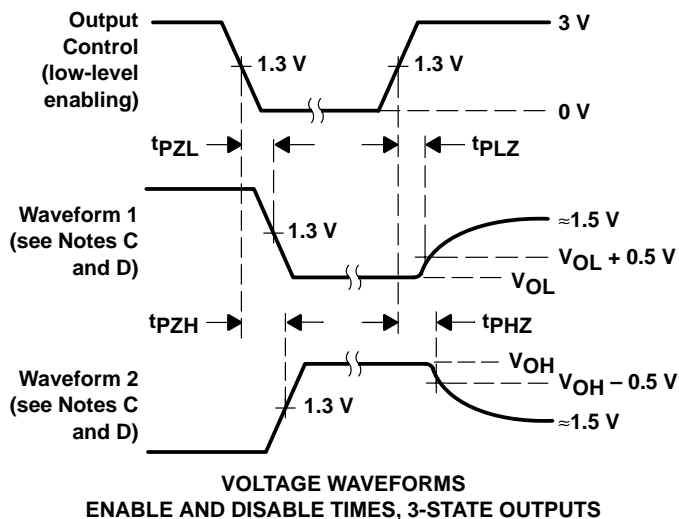 Output
Control
(low-level
enabling)
1.3 V
1.3 V
3 V
0 V
tPZL
tPLZ
Waveform 1
(see Notes C
and D)
1.3 V
≈1.5 V
VOL + 0.5 V
VOL
tPZH
tPHZ
Waveform 2
(see Notes C
and D)
1.3 V
VOH
VOH – 0.5 V
≈1.5 V
VOLTAGE WAVEFORMS
ENABLE AND DISABLE TIMES, 3-STATE OUTPUTS